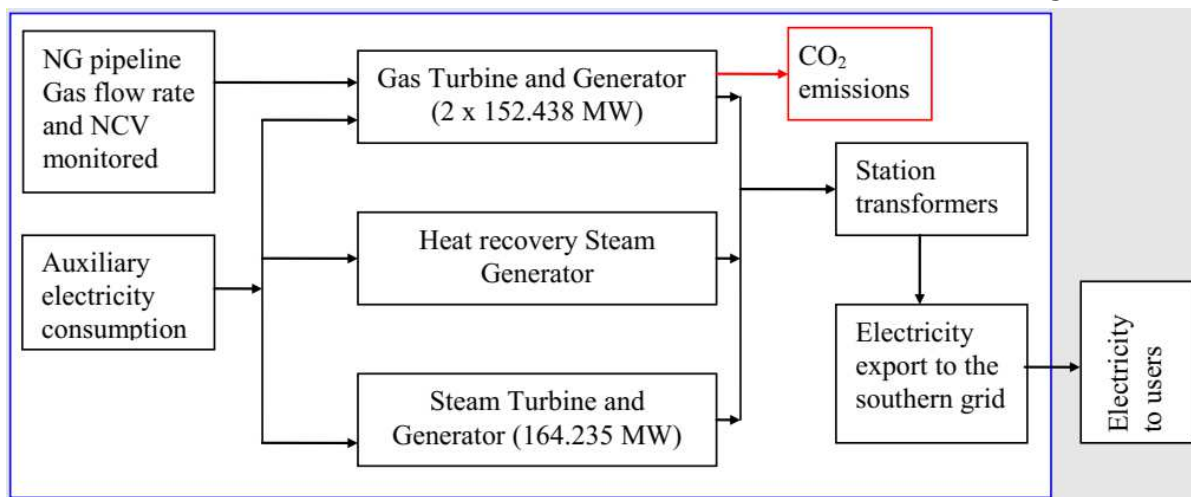 NG pipeline
Gas flow rate
and NCV
monitored
Gas Turbine and Generator
(2 x 152.438 MW)
CO₂
emissions
Station
transformers
Heat recovery Steam
Generator
Auxiliary
electricity
consumption
Electricity
export to the
southern grid
Steam Turbine and
Generator (164.235 MW)
Electricity
to users